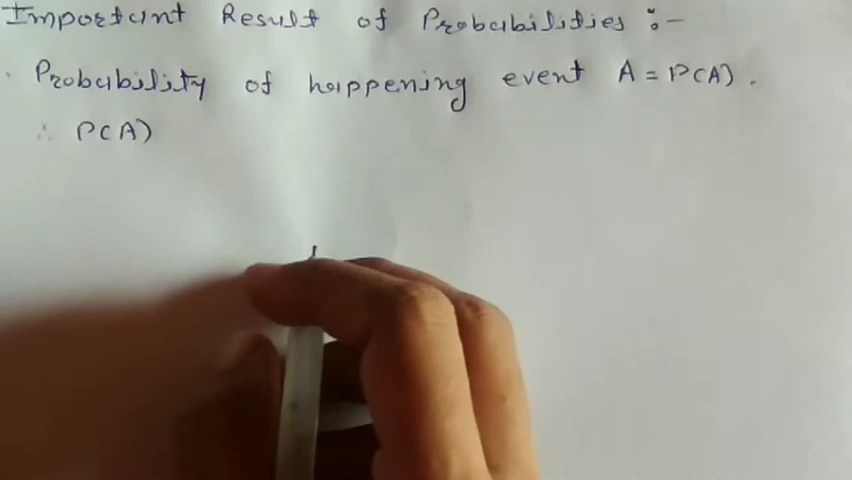 Important Result of Probabilities :-
Probability of happening event A = P(A).
∴ P(A)